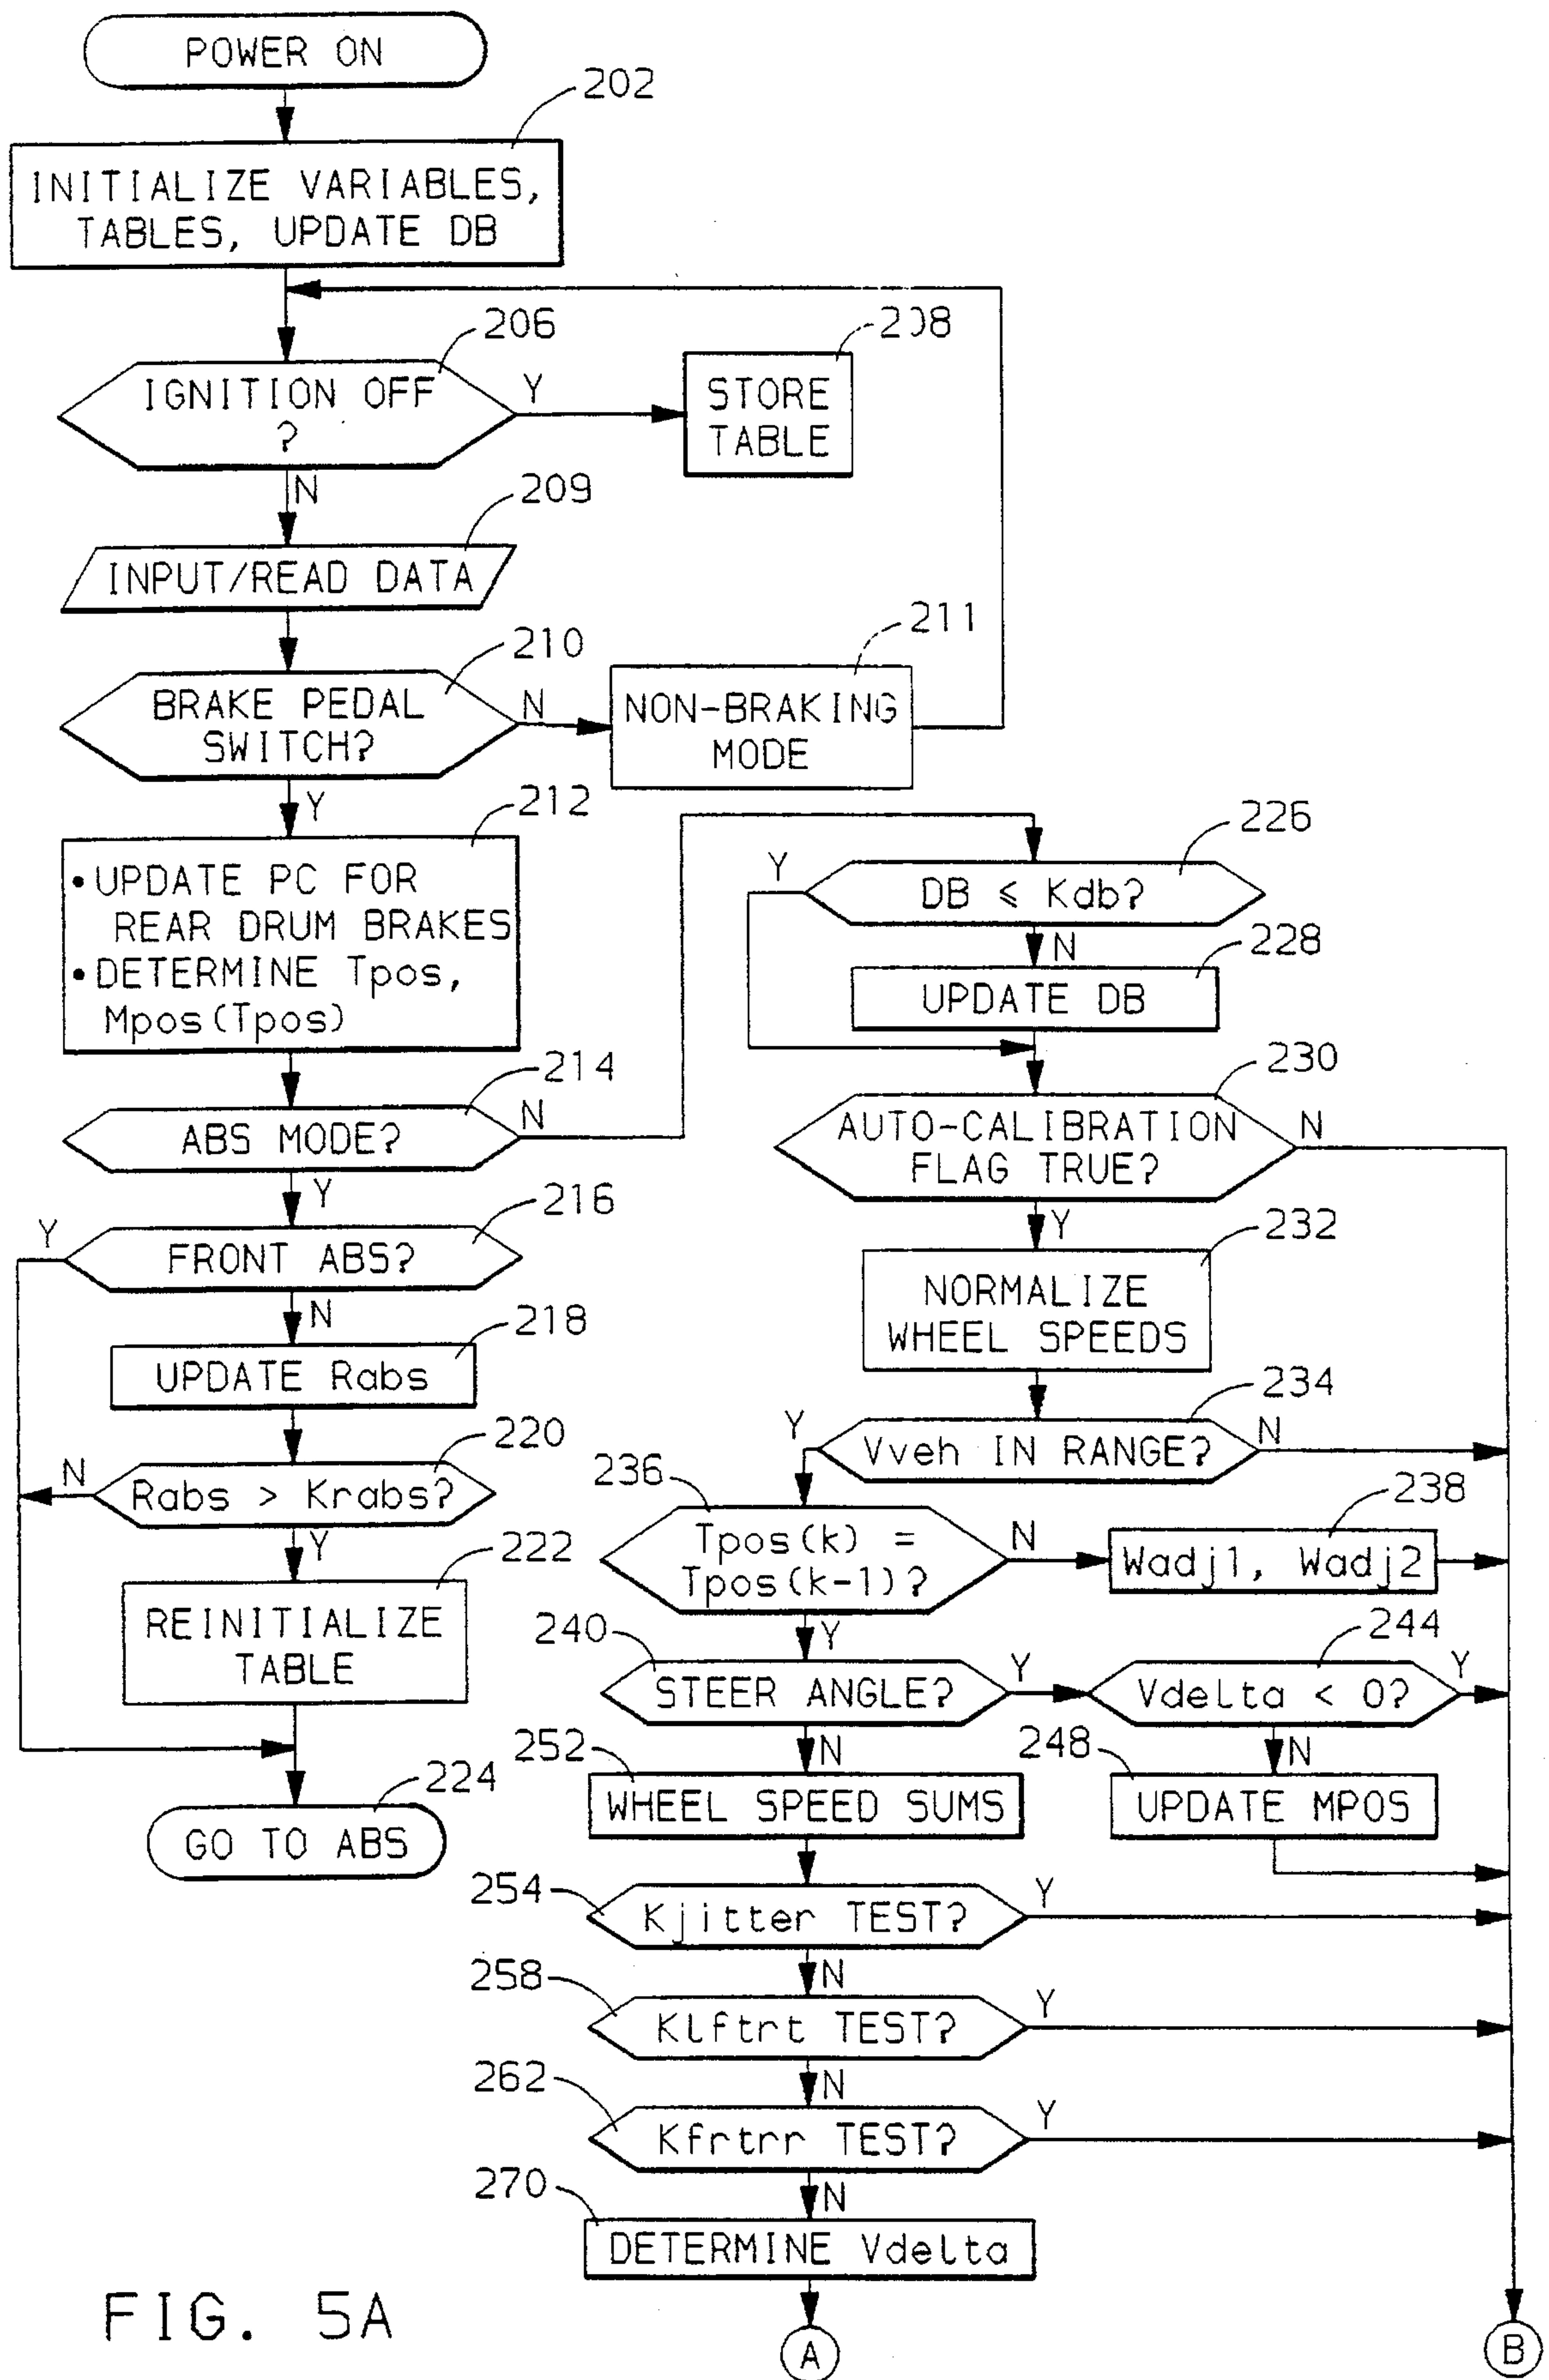 POWER ON
202
INITIALIZE VARIABLES,
TABLES, UPDATE DB
206
IGNITION OFF
?
Y
N
208
STORE
TABLE
209
INPUT/READ DATA
210
BRAKE PEDAL
SWITCH?
N
Y
211
NON-BRAKING
MODE
212
• UPDATE PC FOR
REAR DRUM BRAKES
• DETERMINE Tpos,
Mpos(Tpos)
214
ABS MODE?
N
Y
216
Y
FRONT ABS?
N
218
UPDATE Rabs
220
N
Rabs > Krabs?
Y
222
REINITIALIZE
TABLE
224
GO TO ABS
226
Y
DB ≤ Kdb?
N
228
UPDATE DB
230
AUTO-CALIBRATION
FLAG TRUE?
N
Y
232
NORMALIZE
WHEEL SPEEDS
234
Y
Vveh IN RANGE?
N
236
Tpos(k) =
Tpos(k-1)?
N
Y
238
Wadj1, Wadj2
240
STEER ANGLE?
Y
N
244
Vdelta < 0?
Y
N
248
UPDATE MPOS
252
WHEEL SPEED SUMS
254
Kjitter TEST?
Y
N
258
Klftrt TEST?
Y
N
262
Kfrtrr TEST?
Y
N
270
DETERMINE Vdelta
A
B
FIG. 5A